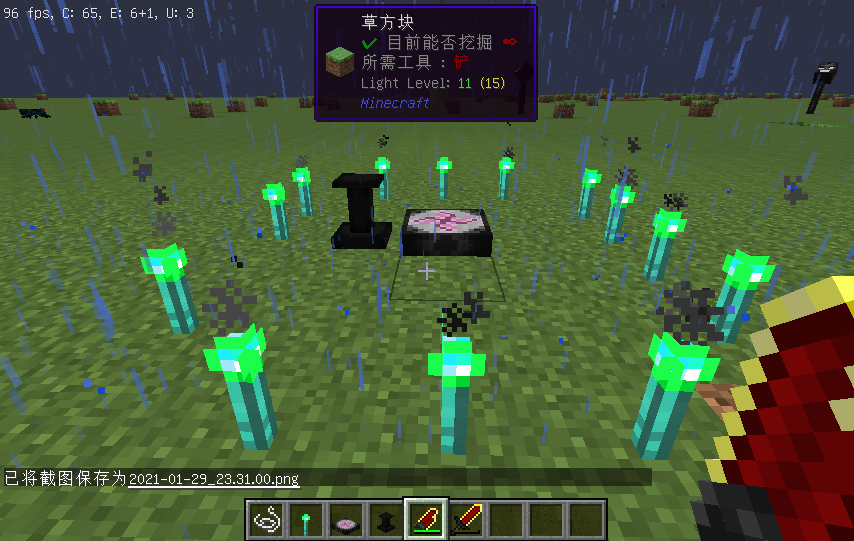 96 fps, C: 65, E: 6+1, U: 3
草方块
✔ 目前能否挖掘
所需工具 : 铲
Light Level: 11 (15)
Minecraft
已将截图保存为2021-01-29_23.31.00.png